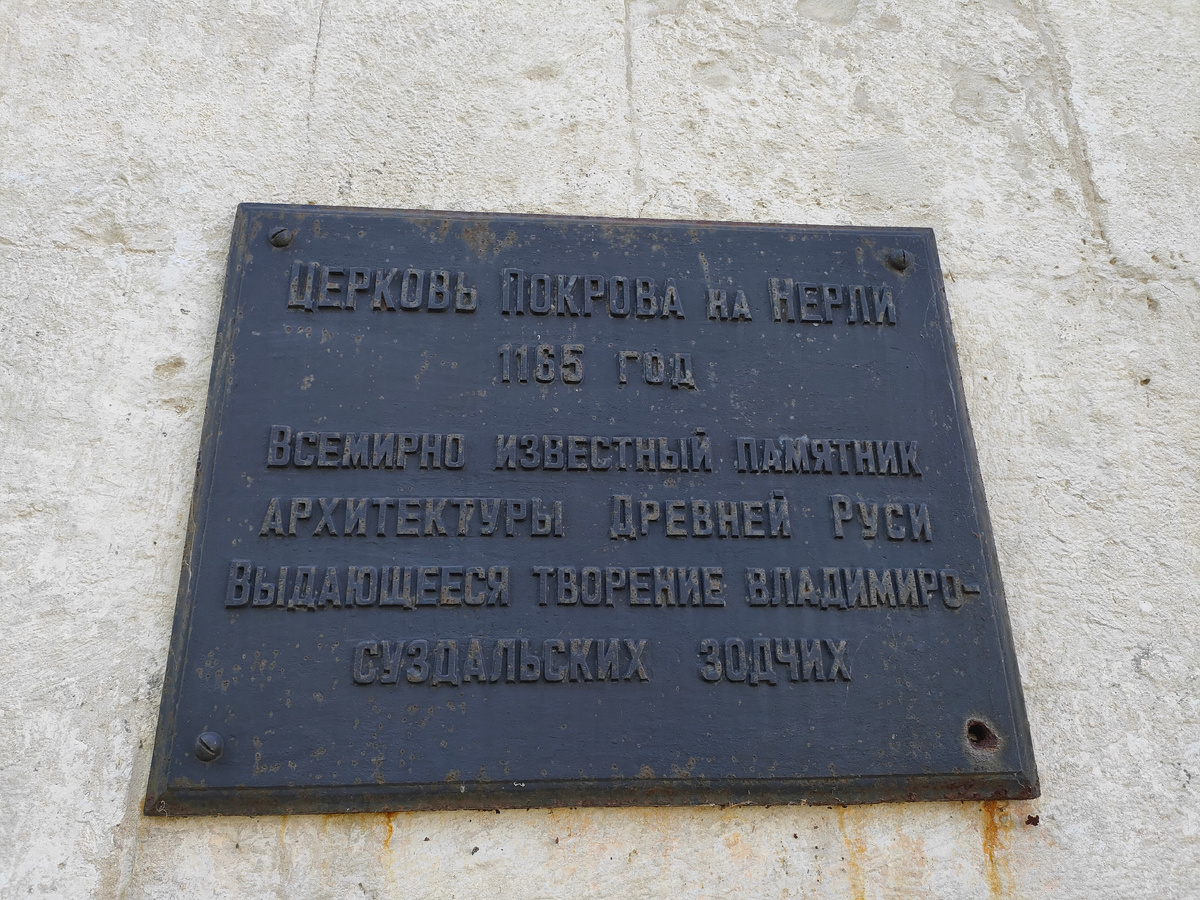 Церковь Покрова на Нерли
1165 год
Всемирно известный памятник
архитектуры Древней Руси
Выдающееся творение владимиро-
суздальских зодчих